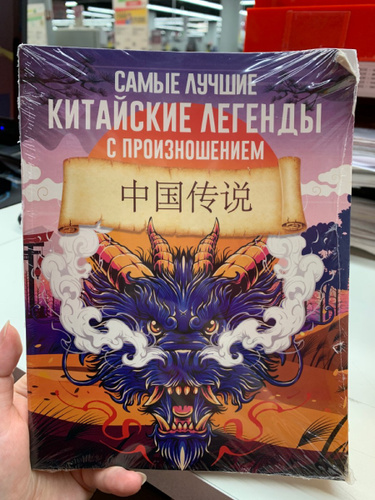 САМЫЕ ЛУЧШИЕ
КИТАЙСКИЕ ЛЕГЕНДЫ
С ПРОИЗНОШЕНИЕМ
中国传说